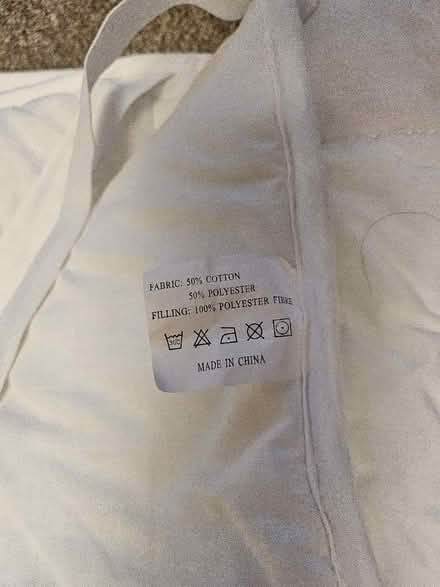 FABRIC: 50% COTTON
50% POLYESTER
FILLING: 100% POLYESTER FIBRE
MADE IN CHINA